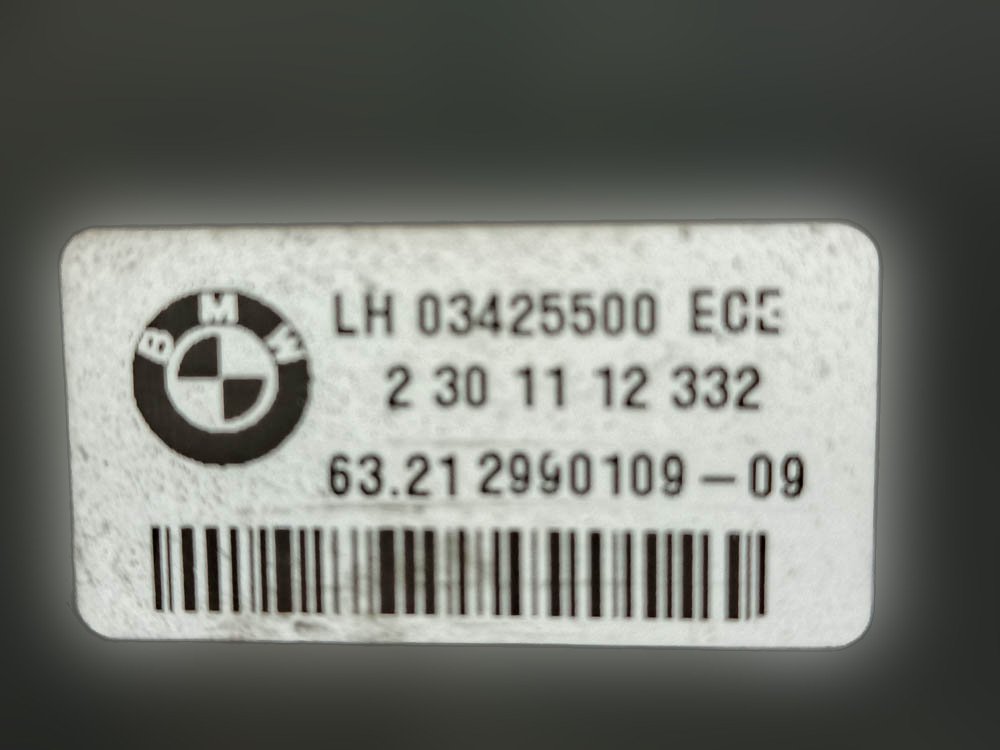 BMW
LH 03425500 ECE
2 30 11 12 332
63.21 2990109-09